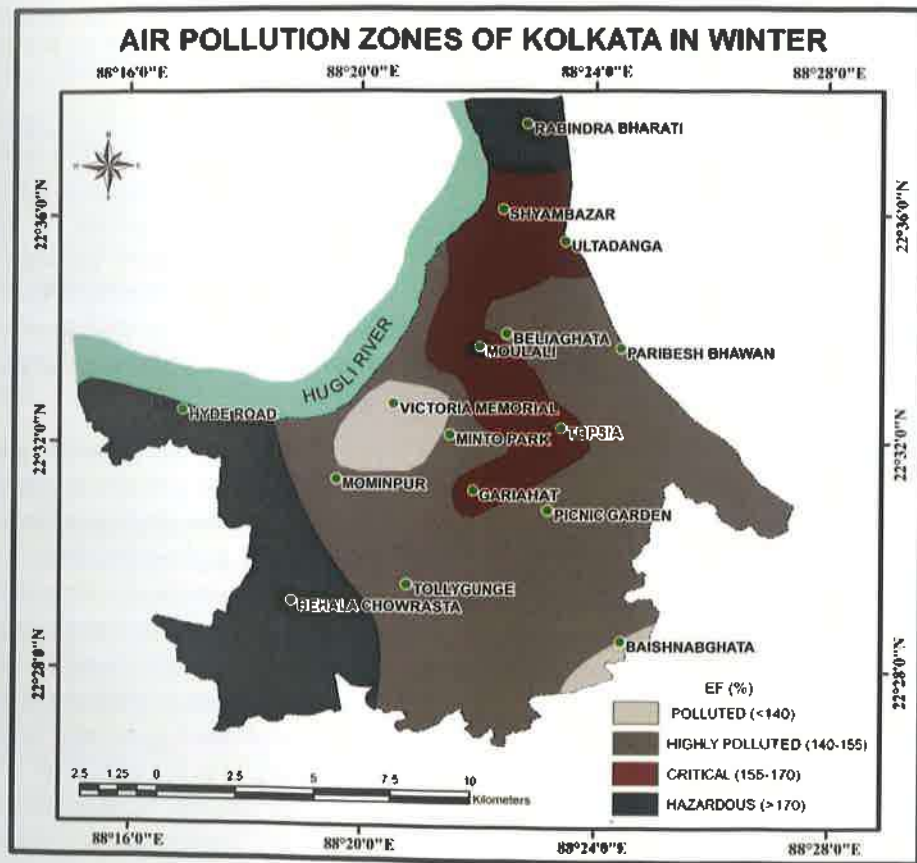 AIR POLLUTION ZONES OF KOLKATA IN WINTER
88°16'0"E 88°20'0"E 88°24'0"E 88°28'0"E
N
RABINDRA BHARATI
22°36'0"N
SHYAMBAZAR
22°36'0"N
ULTADANGA
HUGLI RIVER
BELIAGHATA
MOULALI
PARIBESH BHAWAN
HYDE ROAD
VICTORIA MEMORIAL
22°32'0"N
MINTO PARK
TOPSIA
22°32'0"N
MOMINPUR
GARIAHAT
PICNIC GARDEN
TOLLYGUNGE
BEHALA CHOWRASTA
BAISHNABGHATA
22°28'0"N
22°28'0"N
EF (%)
POLLUTED (<140)
HIGHLY POLLUTED (140-155)
CRITICAL (155-170)
HAZARDOUS (>170)
2.5 1.25 0 2.5 5 7.5 10
Kilometers
88°16'0"E 88°20'0"E 88°24'0"E 88°28'0"E